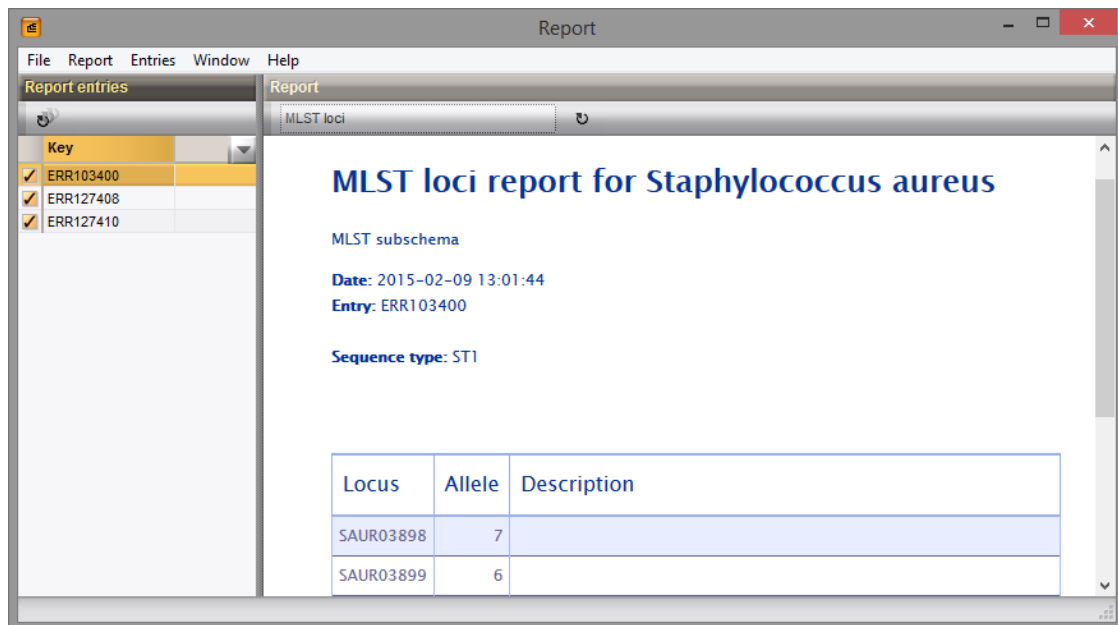 Report
File Report Entries Window Help
Report entries
Report
MLST loci
Key
ERR103400
ERR127408
ERR127410
MLST loci report for Staphylococcus aureus
MLST subschema
Date: 2015-02-09 13:01:44
Entry: ERR103400
Sequence type: ST1
Locus Allele Description
SAUR03898 7
SAUR03899 6